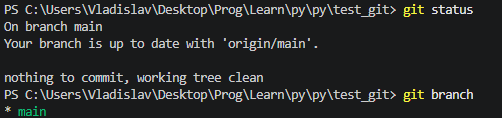 PS C:\Users\Vladislav\Desktop\Prog\Learn\py\py\test_git> git status
On branch main
Your branch is up to date with 'origin/main'.
nothing to commit, working tree clean
PS C:\Users\Vladislav\Desktop\Prog\Learn\py\py\test_git> git branch
* main